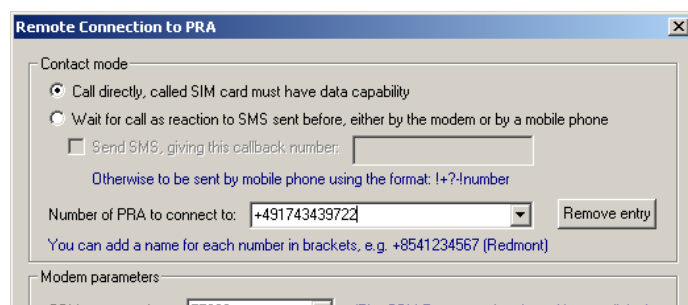 Remote Connection to PRA
Contact mode
Call directly, called SIM card must have data capability
Wait for call as reaction to SMS sent before, either by the modem or by a mobile phone
Send SMS, giving this callback number:
Otherwise to be sent by mobile phone using the format: !+?-!number
Number of PRA to connect to: +491743439722 Remove entry
You can add a name for each number in brackets, e.g. +8541234567 (Redmont)
Modem parameters